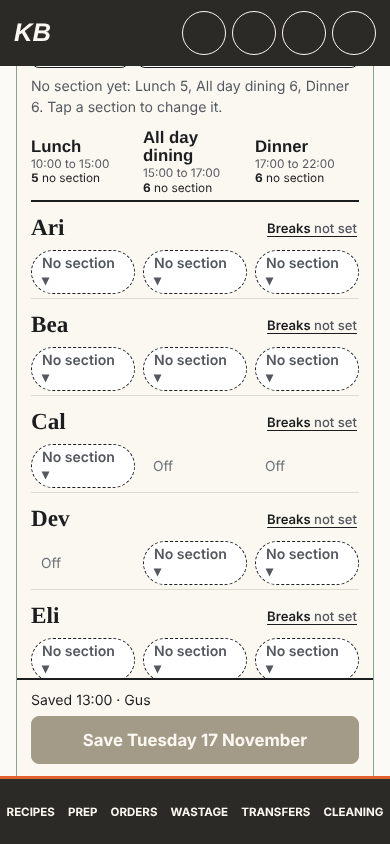 KB
No section yet: Lunch 5, All day dining 6, Dinner
6. Tap a section to change it.
Lunch
10:00 to 15:00
5 no section
All day
dining
15:00 to 17:00
6 no section
Dinner
17:00 to 22:00
6 no section
Ari
Breaks not set
No section ▾
No section ▾
No section ▾
Bea
Breaks not set
No section ▾
No section ▾
No section ▾
Cal
Breaks not set
No section ▾
Off
Off
Dev
Breaks not set
Off
No section ▾
No section ▾
Eli
Breaks not set
No section ▾
No section ▾
No section ▾
Saved 13:00 · Gus
Save Tuesday 17 November
RECIPES PREP ORDERS WASTAGE TRANSFERS CLEANING